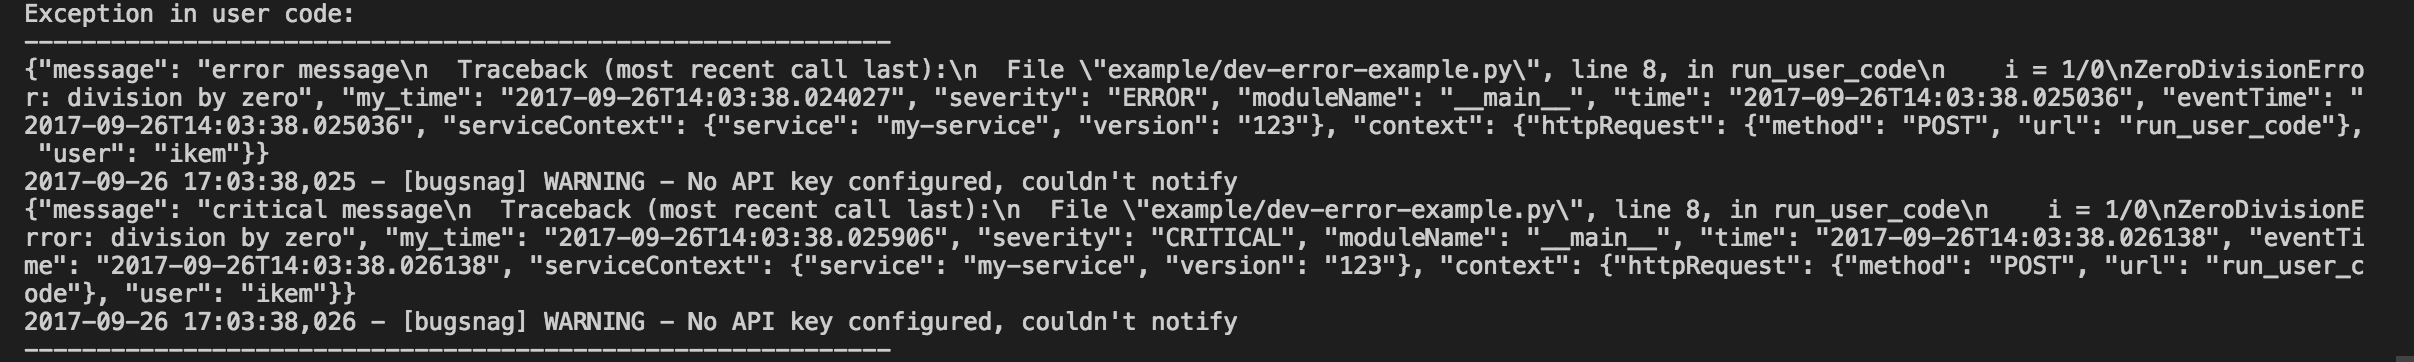 Exception in user code:
------------------------------------------------------------
{"message": "error message\n  Traceback (most recent call last):\n  File \"example/dev-error-example.py\", line 8, in run_user_code\n    i = 1/0\nZeroDivisionErro
r: division by zero", "my_time": "2017-09-26T14:03:38.024027", "severity": "ERROR", "moduleName": "__main__", "time": "2017-09-26T14:03:38.025036", "eventTime": "
2017-09-26T14:03:38.025036", "serviceContext": {"service": "my-service", "version": "123"}, "context": {"httpRequest": {"method": "POST", "url": "run_user_code"},
 "user": "ikem"}}
2017-09-26 17:03:38,025 - [bugsnag] WARNING - No API key configured, couldn't notify
{"message": "critical message\n  Traceback (most recent call last):\n  File \"example/dev-error-example.py\", line 8, in run_user_code\n    i = 1/0\nZeroDivisionE
rror: division by zero", "my_time": "2017-09-26T14:03:38.025906", "severity": "CRITICAL", "moduleName": "__main__", "time": "2017-09-26T14:03:38.026138", "eventTi
me": "2017-09-26T14:03:38.026138", "serviceContext": {"service": "my-service", "version": "123"}, "context": {"httpRequest": {"method": "POST", "url": "run_user_c
ode"}, "user": "ikem"}}
2017-09-26 17:03:38,026 - [bugsnag] WARNING - No API key configured, couldn't notify
------------------------------------------------------------